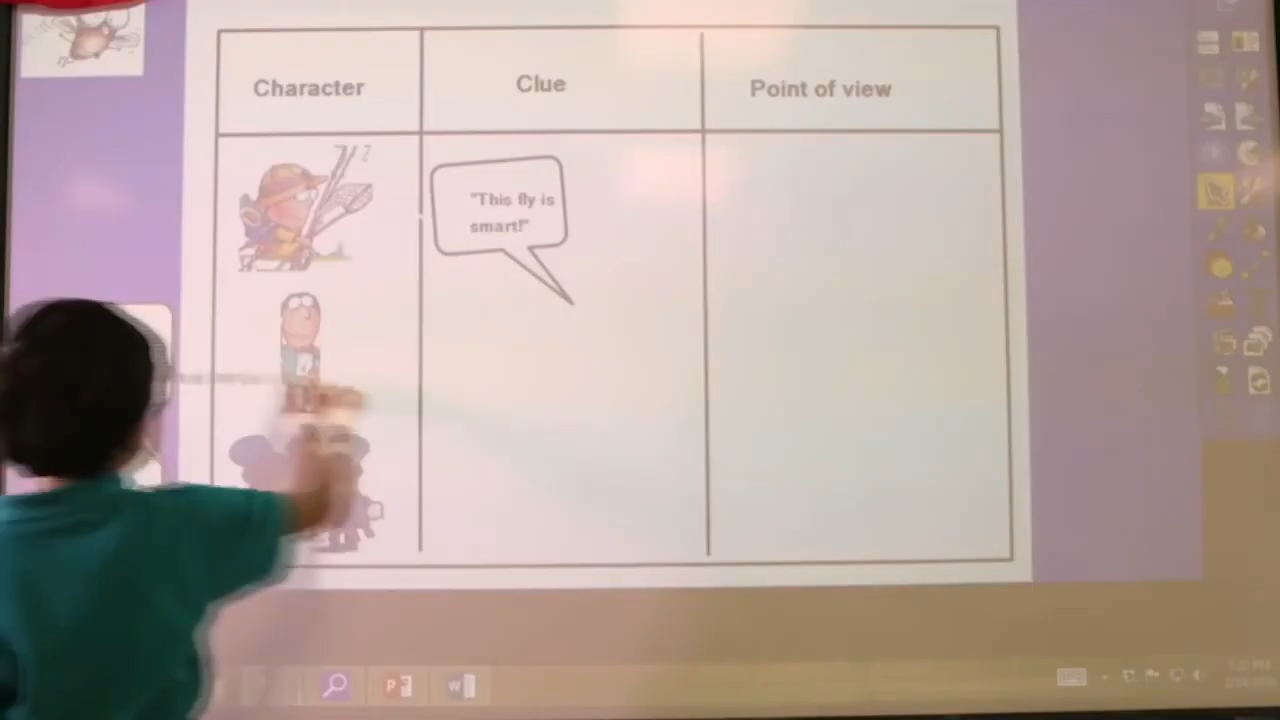 Character
Clue
Point of view
"This fly is
smart!"